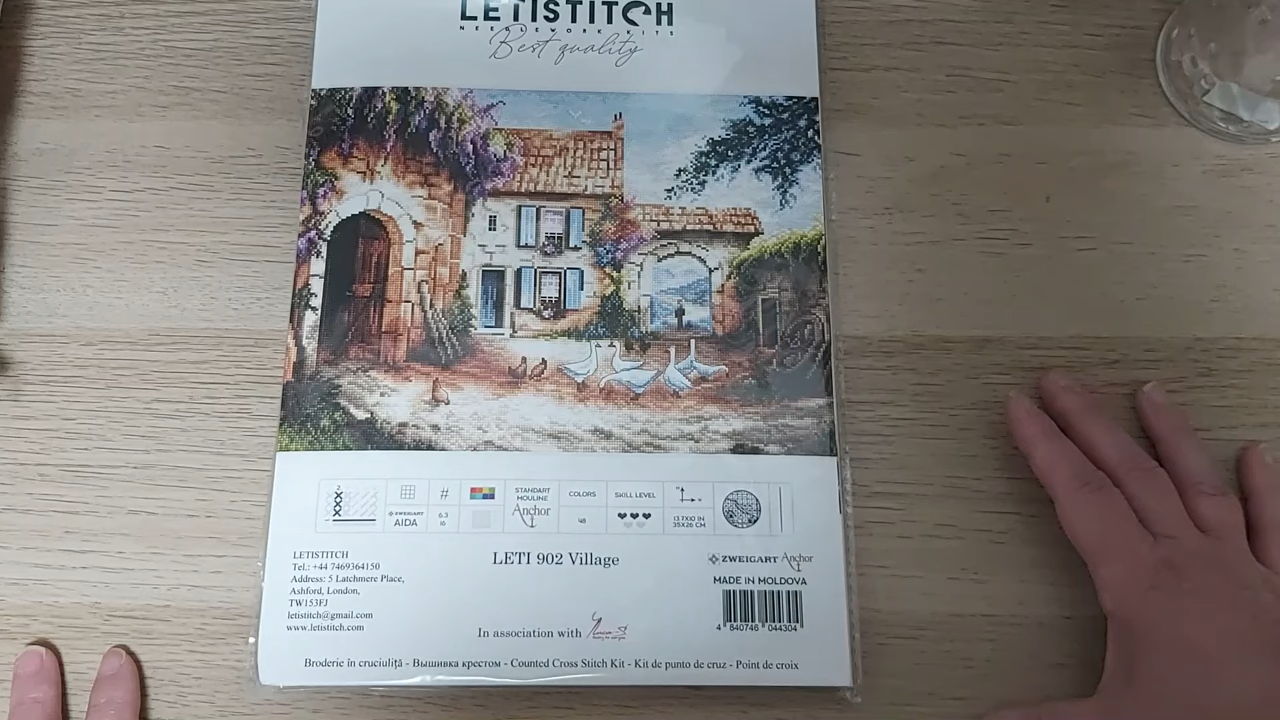 LETISTITCH
NEEDLEWORK KITS
Best quality
2
ZWEIGART
AIDA
#
6.3
16
STANDART
MOULINE
Anchor
COLORS
48
SKILL LEVEL
13.7X10 IN
35X26 CM
LETISTITCH
Tel.: +44 7469364150
Address: 5 Latchmere Place,
Ashford, London,
TW153FJ
letistitch@gmail.com
www.letistitch.com
LETI 902 Village
In association with
ZWEIGART Anchor
MADE IN MOLDOVA
4 840746 044304
Broderie în cruciuliță - Вышивка крестом - Counted Cross Stitch Kit - Kit de punto de cruz - Point de croix